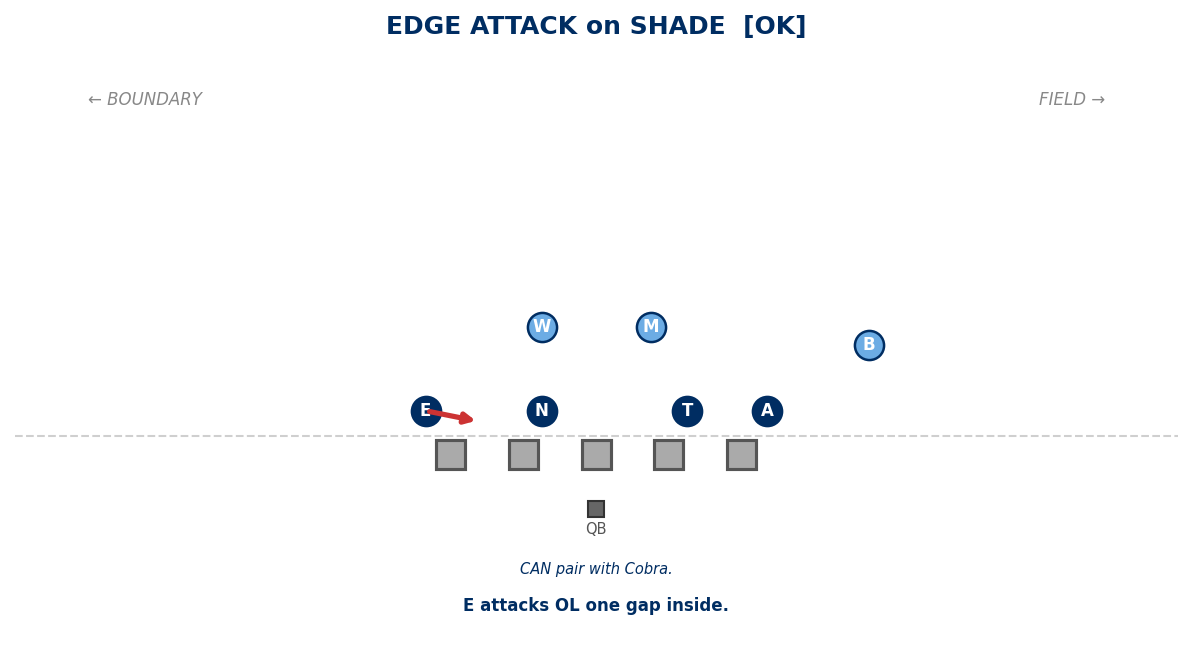 EDGE ATTACK on SHADE  [OK]
← BOUNDARY
FIELD →
W
M
B
E
N
T
A
QB
CAN pair with Cobra.
E attacks OL one gap inside.